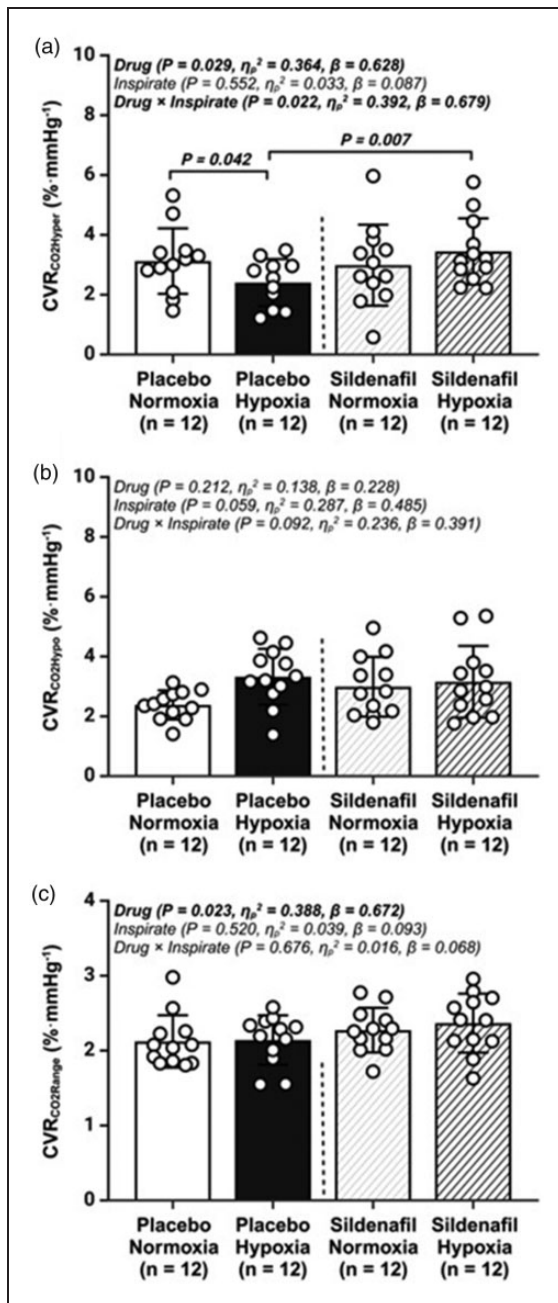 (a)
Drug (P = 0.029, ηp² = 0.364, β = 0.628)
Inspirate (P = 0.552, ηp² = 0.033, β = 0.087)
Drug × Inspirate (P = 0.022, ηp² = 0.392, β = 0.679)
P = 0.042
P = 0.007
CVRCO2Hyper (%·mmHg⁻¹)
10
8
6
4
2
0
Placebo Normoxia (n = 12)
Placebo Hypoxia (n = 12)
Sildenafil Normoxia (n = 12)
Sildenafil Hypoxia (n = 12)
(b)
Drug (P = 0.212, ηp² = 0.138, β = 0.228)
Inspirate (P = 0.059, ηp² = 0.287, β = 0.485)
Drug × Inspirate (P = 0.092, ηp² = 0.236, β = 0.391)
CVRCO2Hypo (%·mmHg⁻¹)
10
8
6
4
2
0
Placebo Normoxia (n = 12)
Placebo Hypoxia (n = 12)
Sildenafil Normoxia (n = 12)
Sildenafil Hypoxia (n = 12)
(c)
Drug (P = 0.023, ηp² = 0.388, β = 0.672)
Inspirate (P = 0.520, ηp² = 0.039, β = 0.093)
Drug × Inspirate (P = 0.676, ηp² = 0.016, β = 0.068)
CVRCO2Range (%·mmHg⁻¹)
4
3
2
1
0
Placebo Normoxia (n = 12)
Placebo Hypoxia (n = 12)
Sildenafil Normoxia (n = 12)
Sildenafil Hypoxia (n = 12)